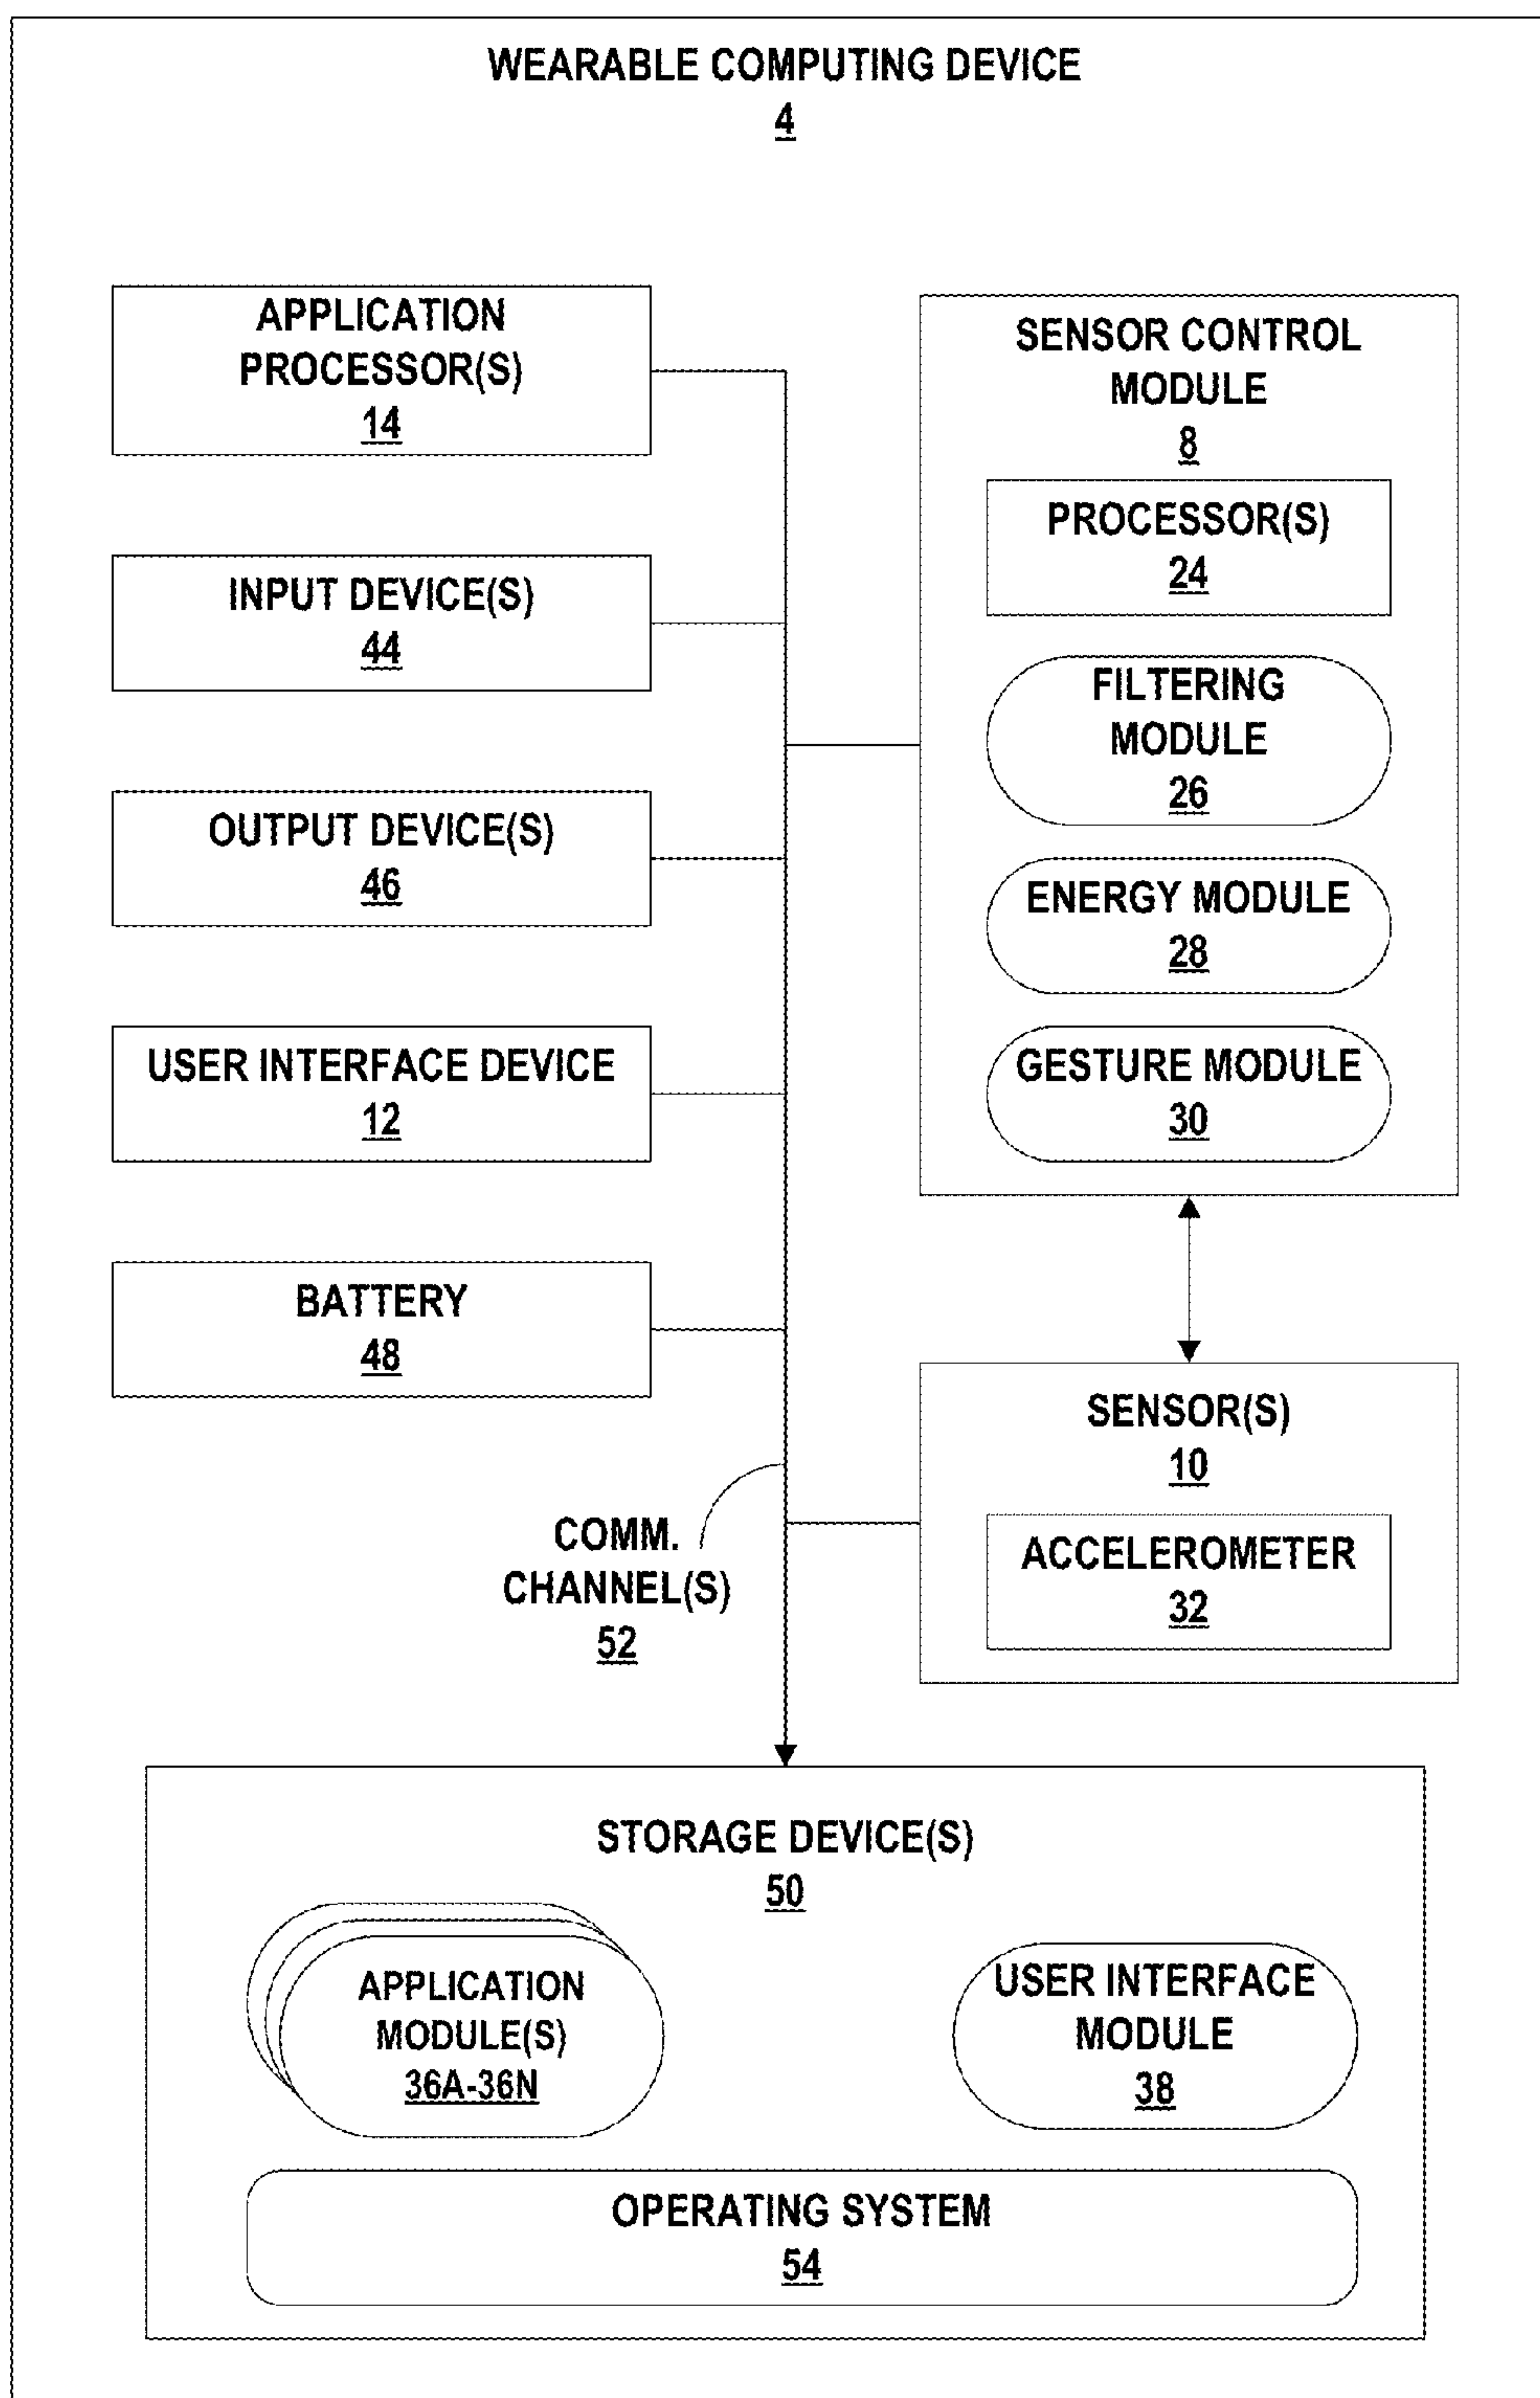 WEARABLE COMPUTING DEVICE
4
APPLICATION
PROCESSOR(S)
14
INPUT DEVICE(S)
44
OUTPUT DEVICE(S)
46
USER INTERFACE DEVICE
12
BATTERY
48
COMM.
CHANNEL(S)
52
SENSOR CONTROL
MODULE
8
PROCESSOR(S)
24
FILTERING
MODULE
26
ENERGY MODULE
28
GESTURE MODULE
30
SENSOR(S)
10
ACCELEROMETER
32
STORAGE DEVICE(S)
50
APPLICATION
MODULE(S)
36A-36N
USER INTERFACE
MODULE
38
OPERATING SYSTEM
54